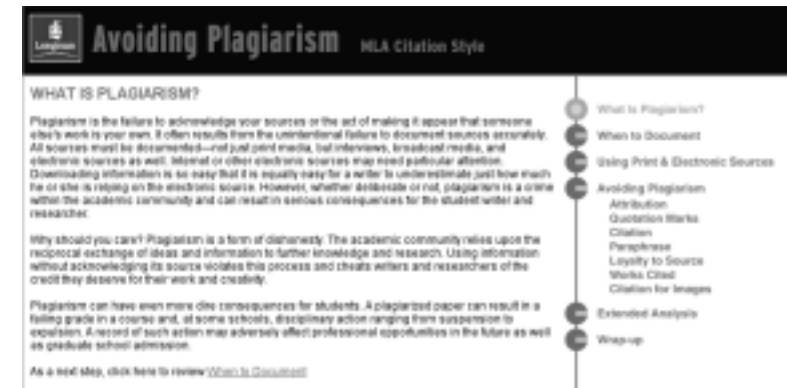 Longman
Avoiding Plagiarism MLA Citation Style
WHAT IS PLAGIARISM?
Plagiarism is the failure to acknowledge your sources or the act of making it appear that someone
else's work is your own. It often results from the unintentional failure to document sources accurately.
All sources must be documented—not just print media, but interviews, broadcast media, and
electronic sources as well. Internet or other electronic sources may need particular attention.
Downloading information is so easy that it is equally easy for a writer to underestimate just how much
he or she is relying on the electronic source. However, whether deliberate or not, plagiarism is a crime
within the academic community and can result in serious consequences for the student writer and
researcher.
Why should you care? Plagiarism is a form of dishonesty. The academic community relies upon the
reciprocal exchange of ideas and information to further knowledge and research. Using information
without acknowledging its source violates this process and cheats writers and researchers of the
credit they deserve for their work and creativity.
Plagiarism can have even more dire consequences for students. A plagiarized paper can result in a
failing grade in a course and, at some schools, disciplinary action ranging from suspension to
expulsion. A record of such action may adversely affect professional opportunities in the future as well
as graduate school admission.
As a next step, click here to review When to Document
What Is Plagiarism?
When to Document
Using Print & Electronic Sources
Avoiding Plagiarism
Attribution
Quotation Marks
Citation
Paraphrase
Loyalty to Source
Works Cited
Citation for Images
Extended Analysis
Wrap-up